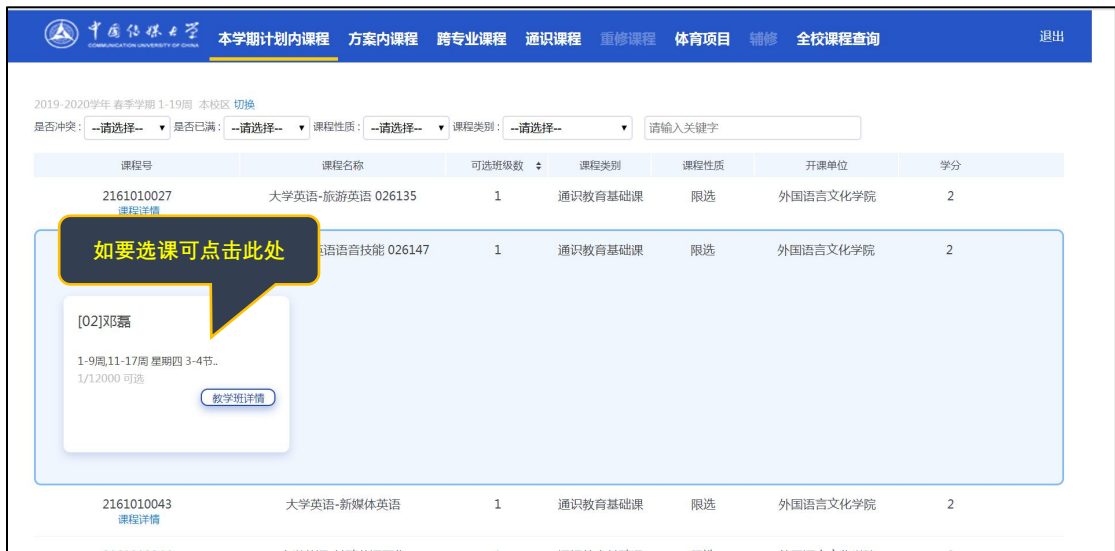 中国传媒大学
COMMUNICATION UNIVERSITY OF CHINA
本学期计划内课程 方案内课程 跨专业课程 通识课程 重修课程 体育项目 辅修 全校课程查询 退出
2019-2020学年 春季学期 1-19周 本校区 切换
是否冲突: --请选择-- 是否已满: --请选择-- 课程性质: --请选择-- 课程类别: --请选择-- 请输入关键字
课程号 课程名称 可选班级数 课程类别 课程性质 开课单位 学分
2161010027 大学英语-旅游英语 026135 1 通识教育基础课 限选 外国语言文化学院 2
课程详情
如要选课可点击此处
英语语音技能 026147 1 通识教育基础课 限选 外国语言文化学院 2
[02]邓磊
1-9周,11-17周 星期四 3-4节..
1/12000 可选
教学班详情
2161010043 大学英语-新媒体英语 1 通识教育基础课 限选 外国语言文化学院 2
课程详情